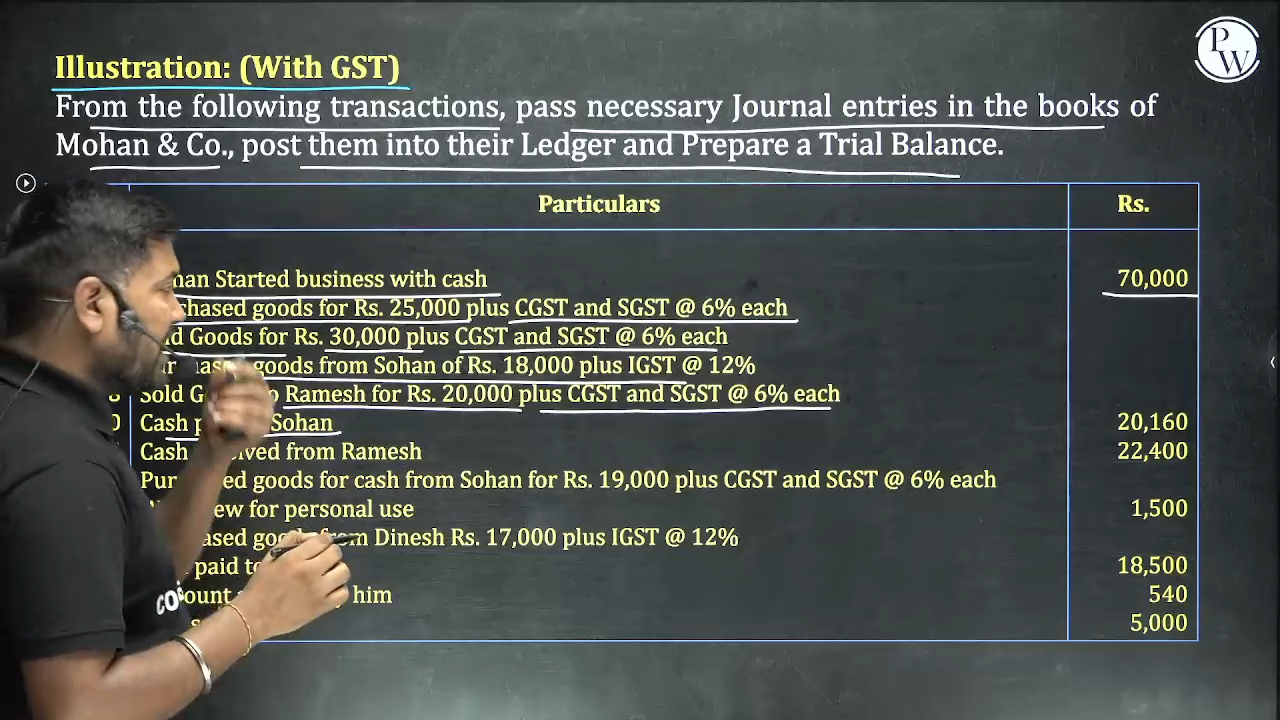 P
W
Illustration: (With GST)
From the following transactions, pass necessary Journal entries in the books of
Mohan & Co., post them into their Ledger and Prepare a Trial Balance.
Particulars
Rs.
Started business with cash
70,000
goods for Rs. 25,000 plus CGST and SGST @ 6% each
Goods for Rs. 30,000 plus CGST and SGST @ 6% each
goods from Sohan of Rs. 18,000 plus IGST @ 12%
Sold Ramesh for Rs. 20,000 plus CGST and SGST @ 6% each
Cash Sohan
20,160
Cash from Ramesh
22,400
goods for cash from Sohan for Rs. 19,000 plus CGST and SGST @ 6% each
for personal use
1,500
from Dinesh Rs. 17,000 plus IGST @ 12%
paid
18,500
him
540
5,000